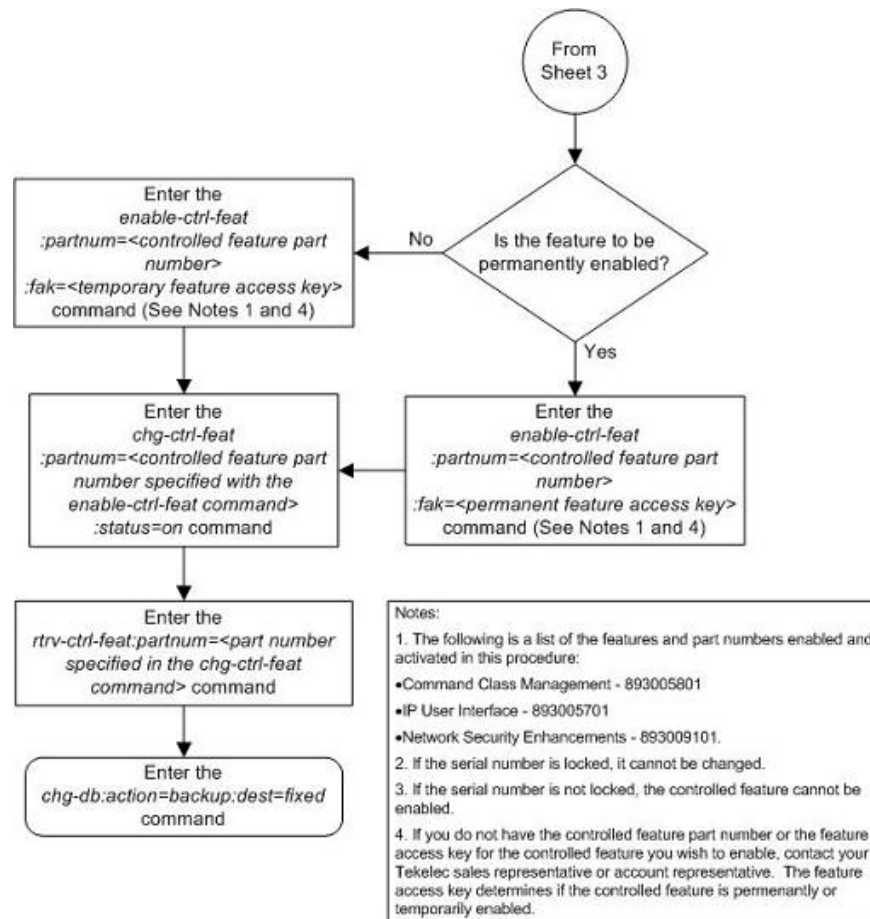 From
Sheet 3
Is the feature to be
permanently enabled?
No
Yes
Enter the
enable-ctrl-feat
:partnum=<controlled feature part
number>
:fak=<temporary feature access key>
command (See Notes 1 and 4)
Enter the
enable-ctrl-feat
:partnum=<controlled feature part
number>
:fak=<permanent feature access key>
command (See Notes 1 and 4)
Enter the
chg-ctrl-feat
:partnum=<controlled feature part
number specified with the
enable-ctrl-feat command>
:status=on command
Enter the
rtrv-ctrl-feat:partnum=<part number
specified in the chg-ctrl-feat
command> command
Enter the
chg-db:action=backup:dest=fixed
command
Notes:
1. The following is a list of the features and part numbers enabled and
activated in this procedure:
•Command Class Management - 893005801
•IP User Interface - 893005701
•Network Security Enhancements - 893009101.
2. If the serial number is locked, it cannot be changed.
3. If the serial number is not locked, the controlled feature cannot be
enabled.
4. If you do not have the controlled feature part number or the feature
access key for the controlled feature you wish to enable, contact your
Tekelec sales representative or account representative. The feature
access key determines if the controlled feature is permenantly or
temporarily enabled.